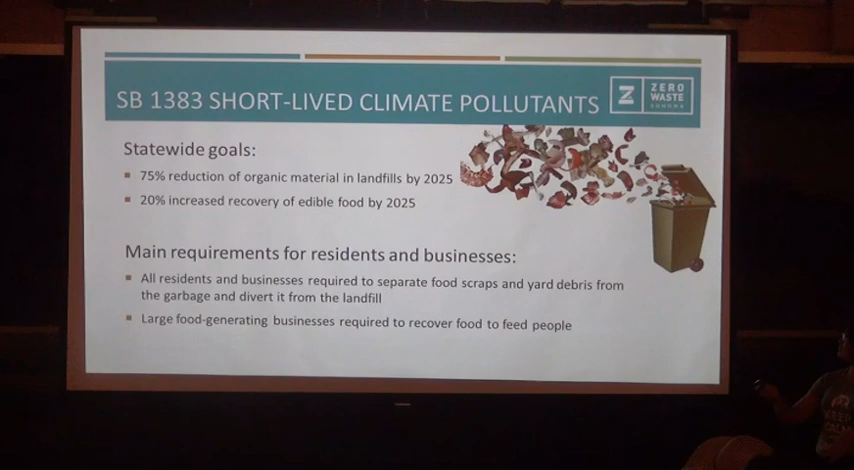 SB 1383 SHORT-LIVED CLIMATE POLLUTANTS
Z
ZERO
WASTE
SONOMA
Statewide goals:
75% reduction of organic material in landfills by 2025
20% increased recovery of edible food by 2025
Main requirements for residents and businesses:
All residents and businesses required to separate food scraps and yard debris from
the garbage and divert it from the landfill
Large food-generating businesses required to recover food to feed people
KEEP
CALM